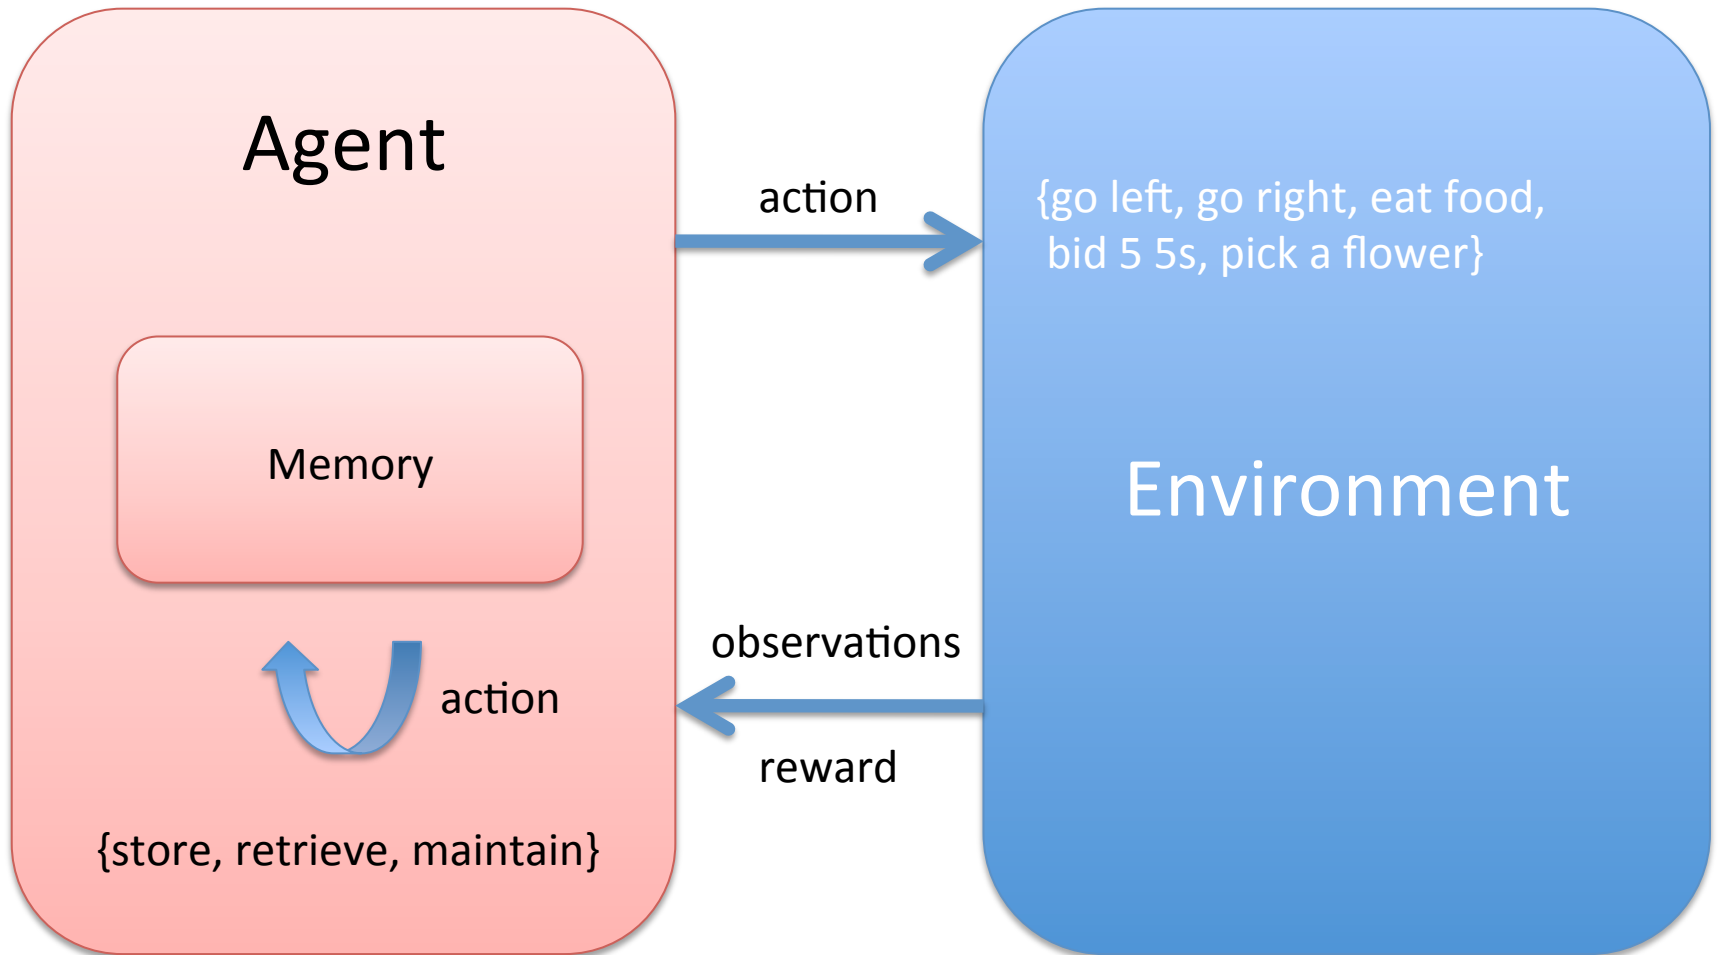 Agent
Memory
action
{store, retrieve, maintain}
action
observations
reward
{go left, go right, eat food,
bid 5 5s, pick a flower}
Environment